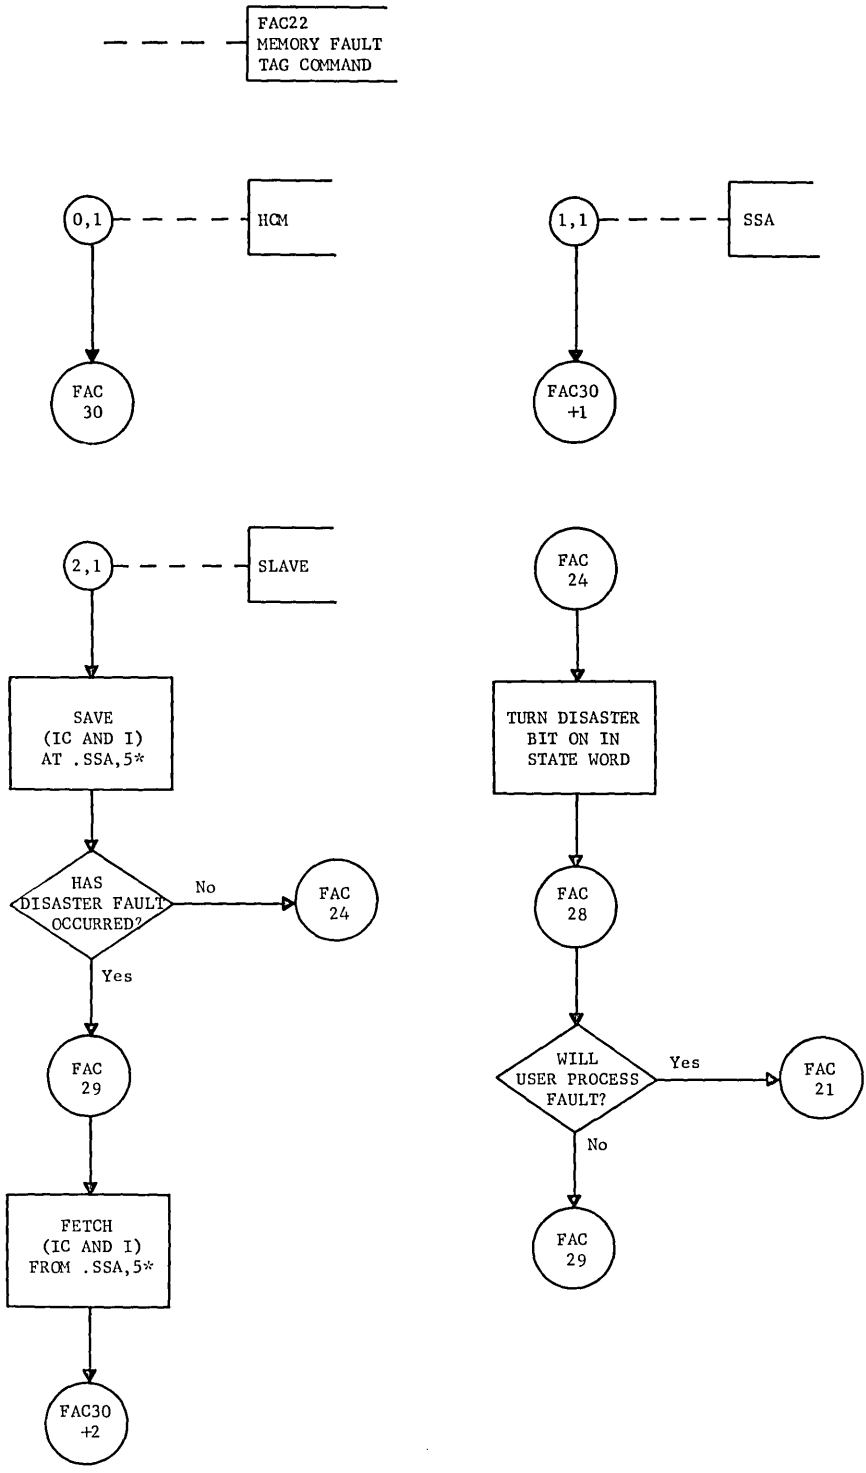 FAC22
MEMORY FAULT
TAG COMMAND
0,1
HCM
1,1
SSA
FAC
30
FAC30
+1
2,1
SLAVE
SAVE
(IC AND I)
AT .SSA,5*
HAS
DISASTER FAULT
OCCURRED?
No
FAC
24
Yes
FAC
29
FETCH
(IC AND I)
FROM .SSA,5*
FAC30
+2
FAC
24
TURN DISASTER
BIT ON IN
STATE WORD
FAC
28
WILL
USER PROCESS
FAULT?
Yes
FAC
21
No
FAC
29